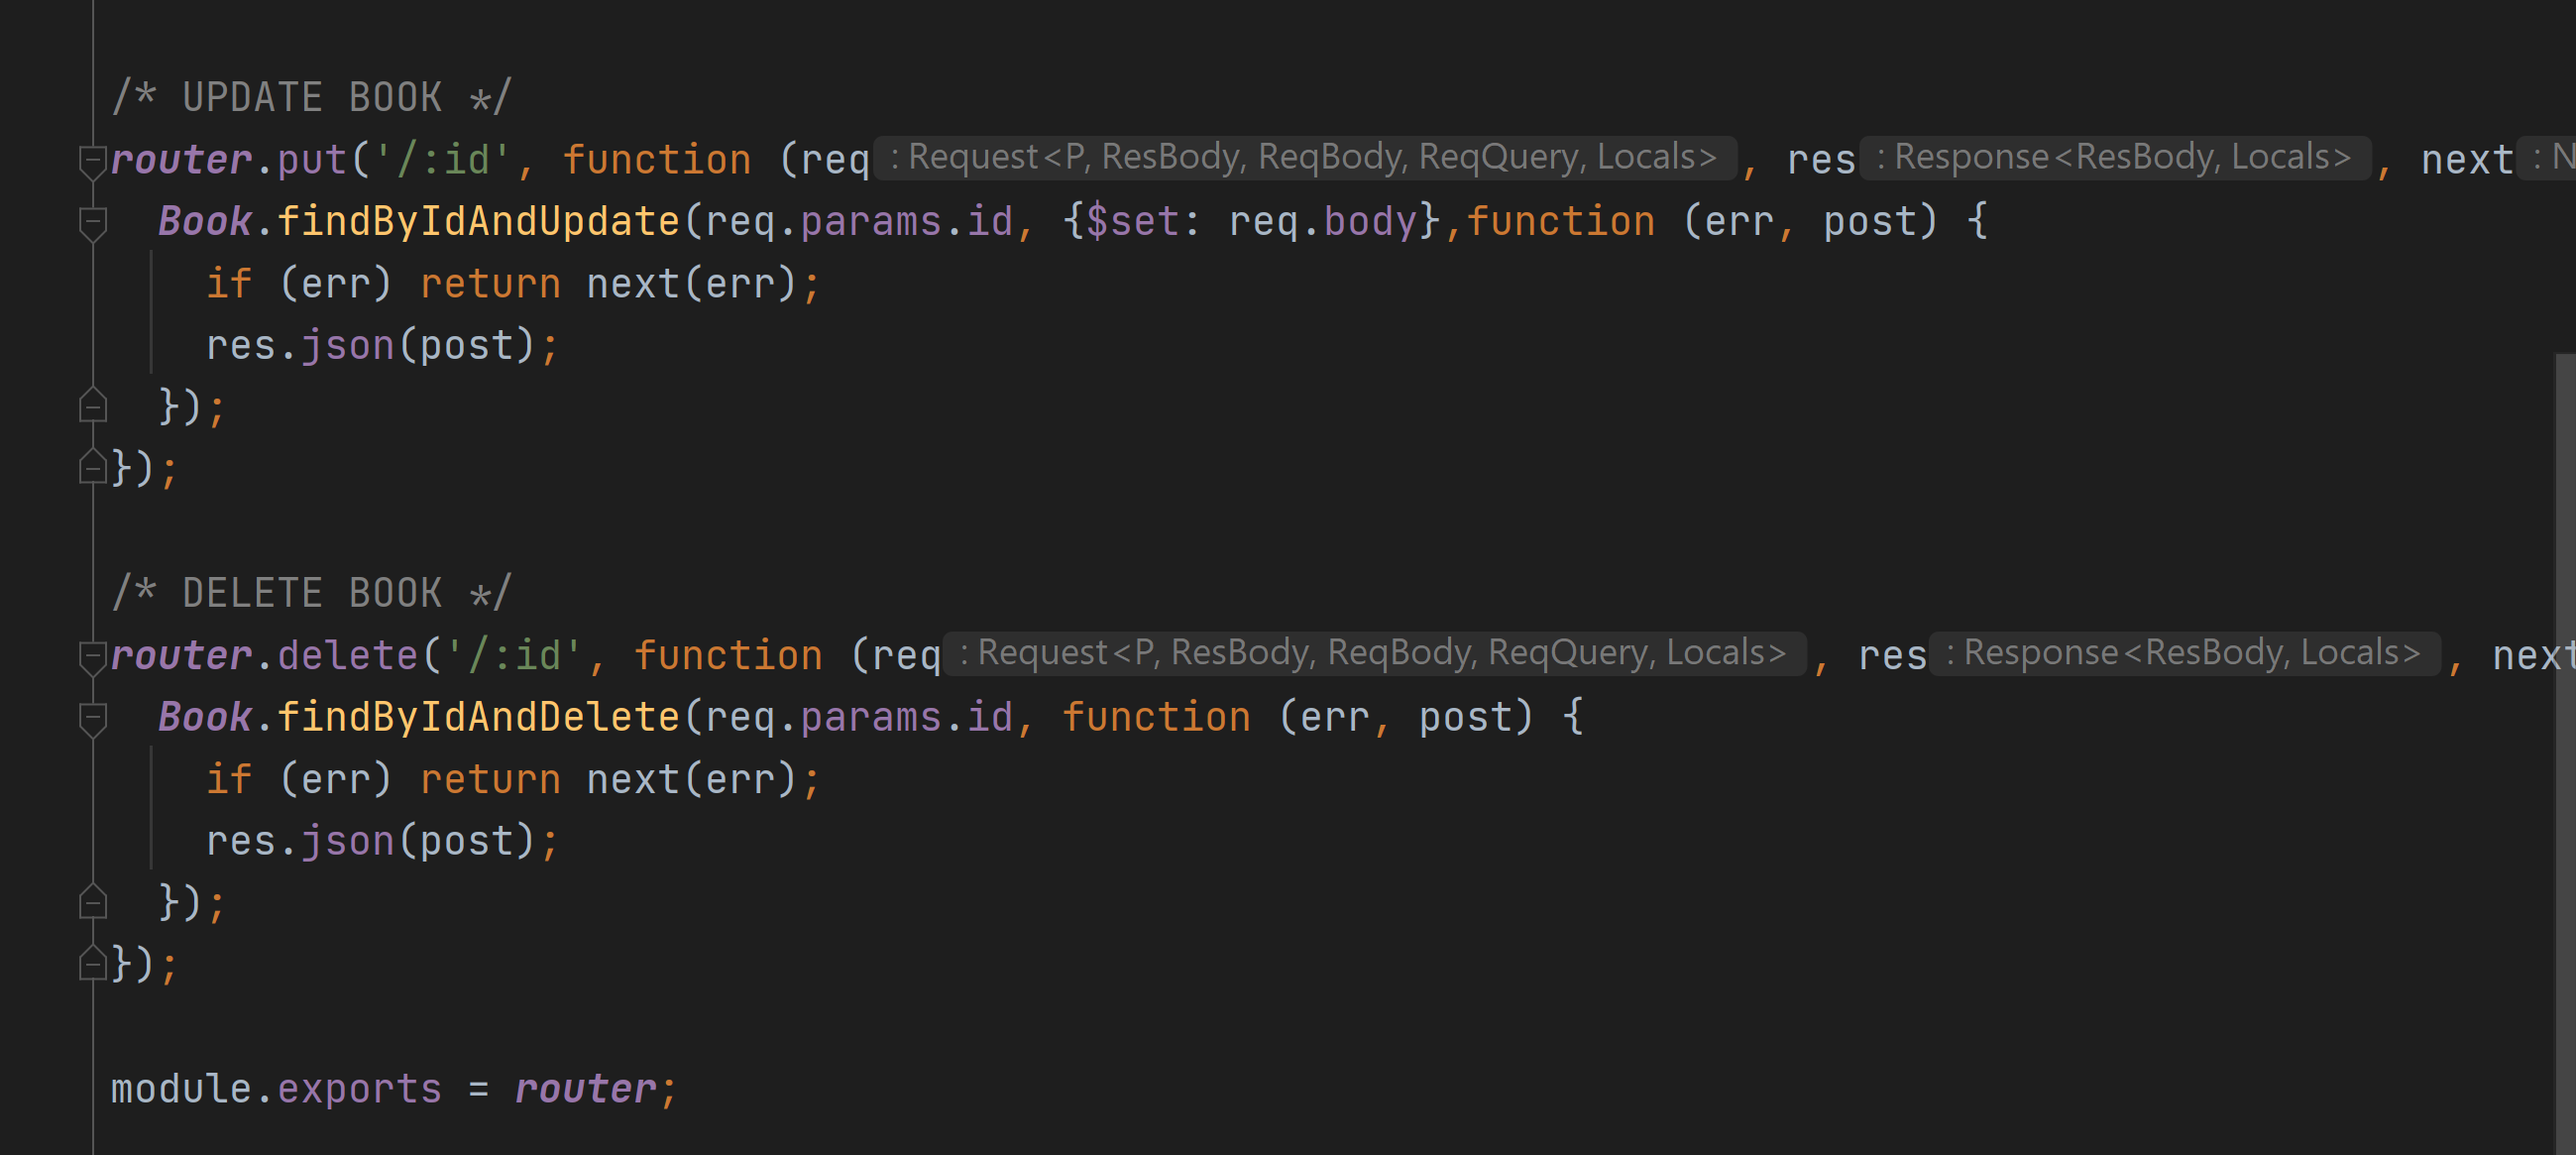 /* UPDATE BOOK */
router.put('/:id', function (req : Request<P, ResBody, ReqBody, ReqQuery, Locals> , res : Response<ResBody, Locals> , next : N
Book.findByIdAndUpdate(req.params.id, {$set: req.body},function (err, post) {
if (err) return next(err);
res.json(post);
});
});
/* DELETE BOOK */
router.delete('/:id', function (req : Request<P, ResBody, ReqBody, ReqQuery, Locals> , res : Response<ResBody, Locals> , next
Book.findByIdAndDelete(req.params.id, function (err, post) {
if (err) return next(err);
res.json(post);
});
});
module.exports = router;